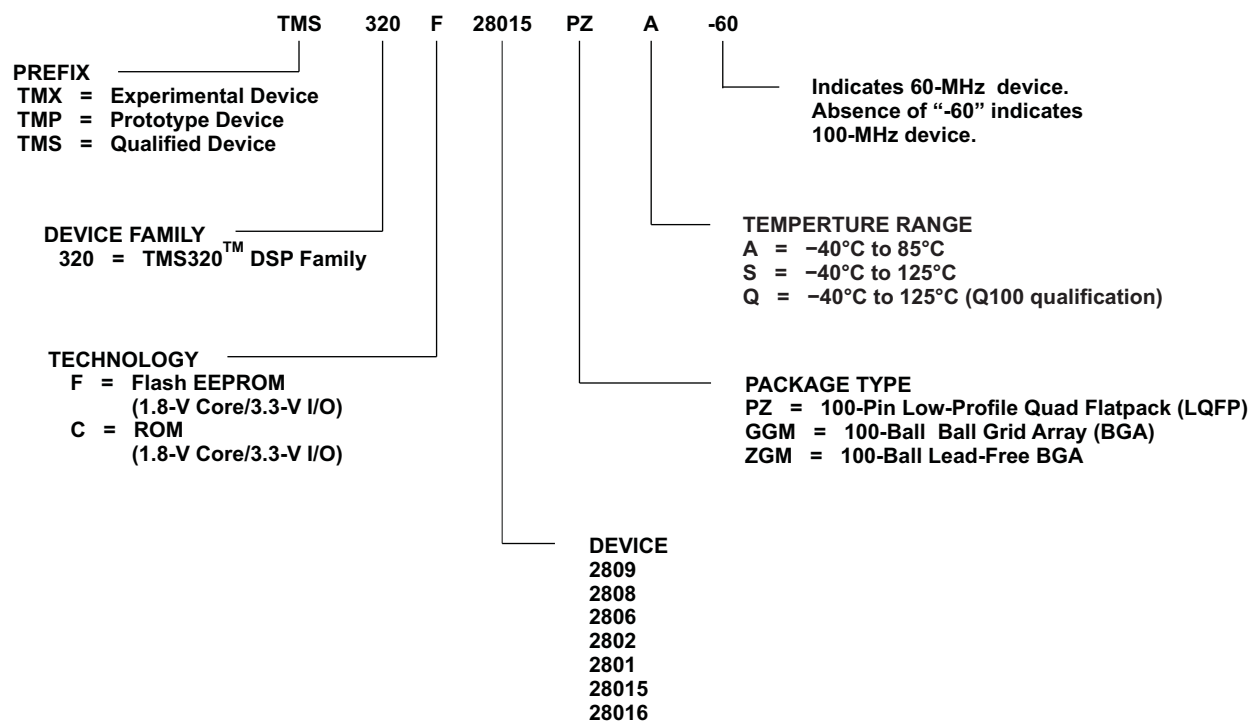 TMS 320 F 28015 PZ A -60
PREFIX
TMX = Experimental Device
TMP = Prototype Device
TMS = Qualified Device
Indicates 60-MHz device.
Absence of “-60” indicates
100-MHz device.
DEVICE FAMILY
320 = TMS320™ DSP Family
TEMPERTURE RANGE
A = −40°C to 85°C
S = −40°C to 125°C
Q = −40°C to 125°C (Q100 qualification)
TECHNOLOGY
F = Flash EEPROM
(1.8-V Core/3.3-V I/O)
C = ROM
(1.8-V Core/3.3-V I/O)
PACKAGE TYPE
PZ = 100-Pin Low-Profile Quad Flatpack (LQFP)
GGM = 100-Ball Ball Grid Array (BGA)
ZGM = 100-Ball Lead-Free BGA
DEVICE
2809
2808
2806
2802
2801
28015
28016